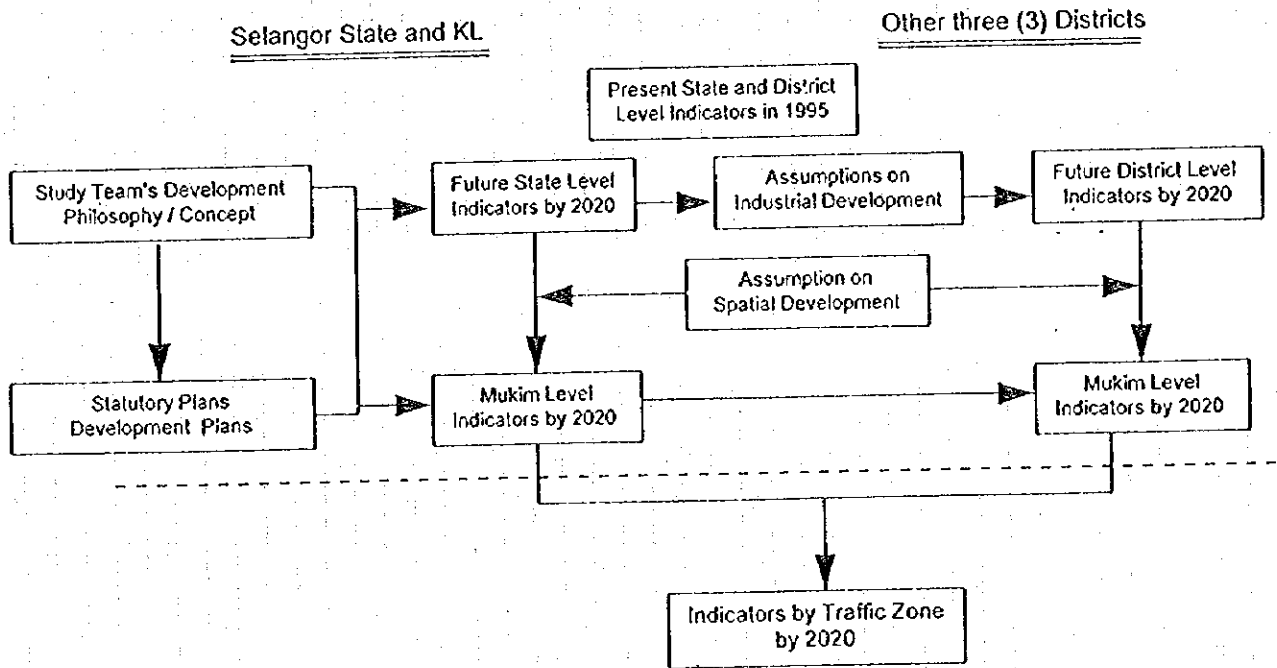 Selangor State and KL
Other three (3) Districts
Present State and District
Level Indicators in 1995
Study Team's Development
Philosophy / Concept
Future State Level
Indicators by 2020
Assumptions on
Industrial Development
Future District Level
Indicators by 2020
Assumption on
Spatial Development
Statutory Plans
Development Plans
Mukim Level
Indicators by 2020
Mukim Level
Indicators by 2020
Indicators by Traffic Zone
by 2020